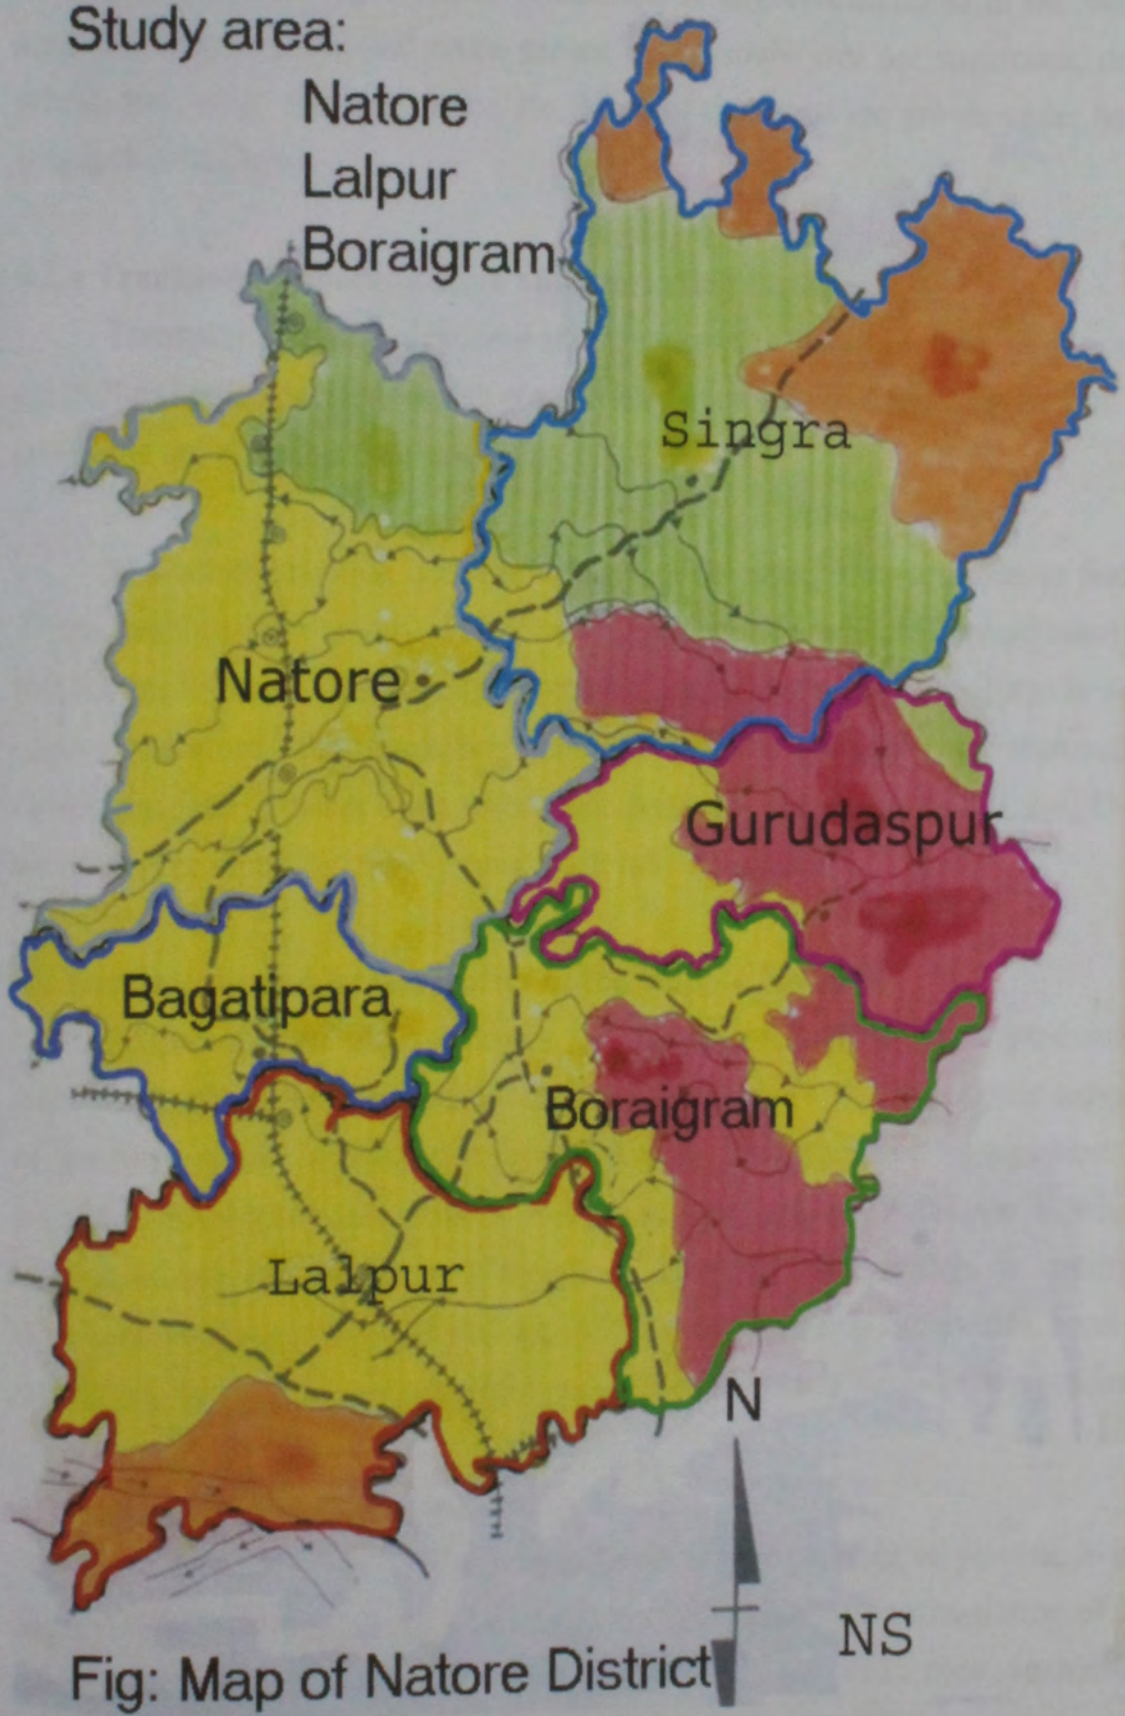 Study area:
Natore
Lalpur
Boraigram
Singra
Natore
Gurudaspur
Bagatipara
Boraigram
Lalpur
N
NS
Fig: Map of Natore District